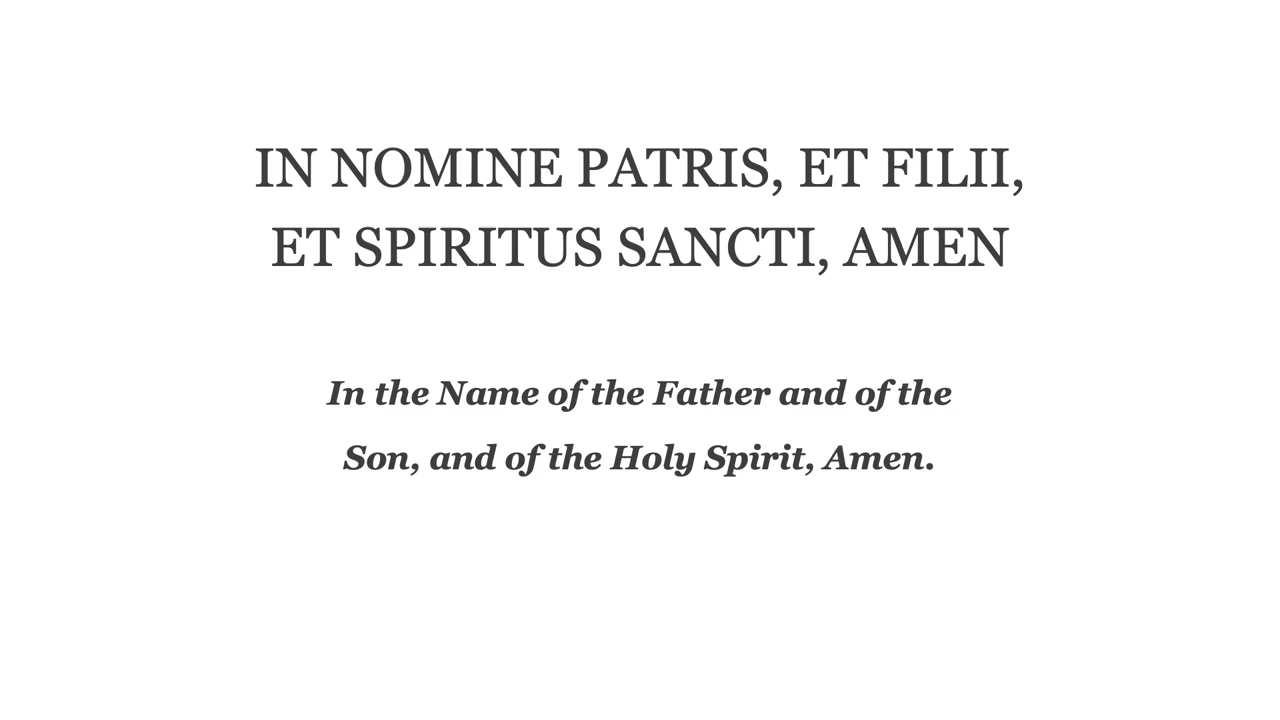 IN NOMINE PATRIS, ET FILII,
ET SPIRITUS SANCTI, AMEN
In the Name of the Father and of the
Son, and of the Holy Spirit, Amen.